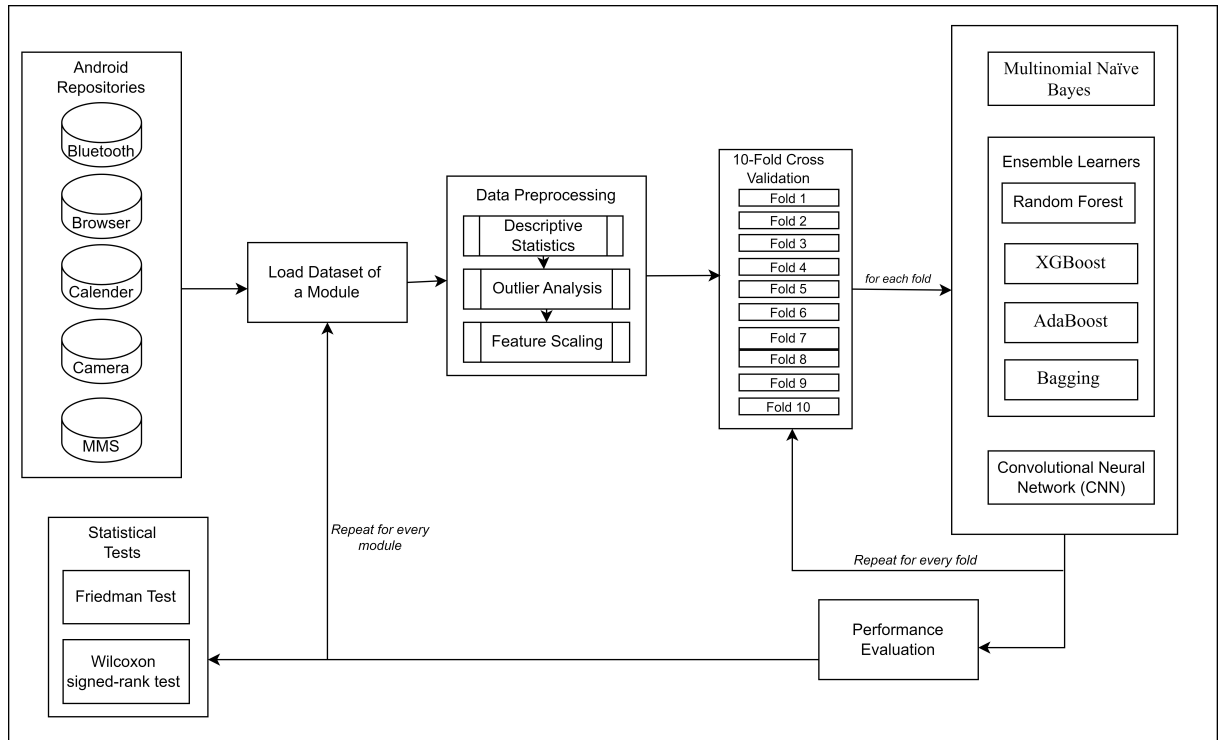 Android
Repositories
Bluetooth
Browser
Calender
Camera
MMS
Load Dataset of
a Module
Data Preprocessing
Descriptive
Statistics
Outlier Analysis
Feature Scaling
10-Fold Cross
Validation
Fold 1
Fold 2
Fold 3
Fold 4
Fold 5
Fold 6
Fold 7
Fold 8
Fold 9
Fold 10
for each fold
Multinomial Naïve
Bayes
Ensemble Learners
Random Forest
XGBoost
AdaBoost
Bagging
Convolutional Neural
Network (CNN)
Repeat for every fold
Performance
Evaluation
Repeat for every
module
Statistical
Tests
Friedman Test
Wilcoxon
signed-rank test